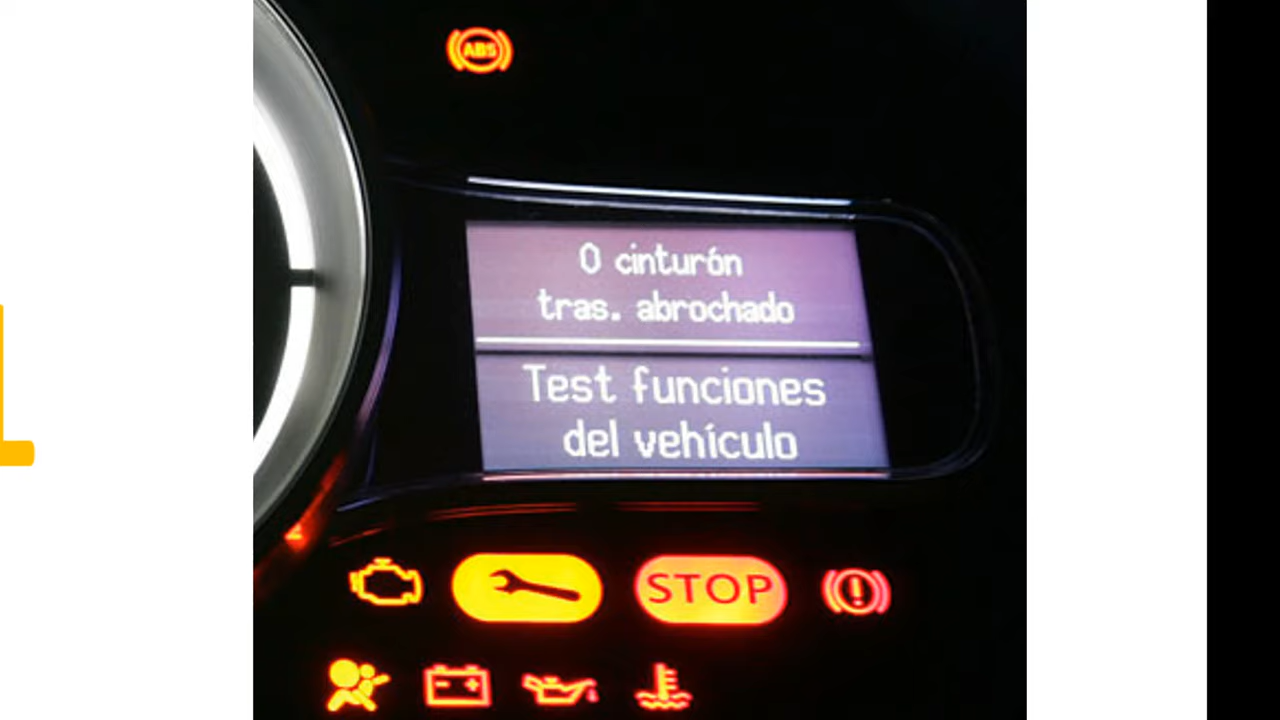 ABS
0 cinturón
tras. abrochado
Test funciones
del vehículo
STOP